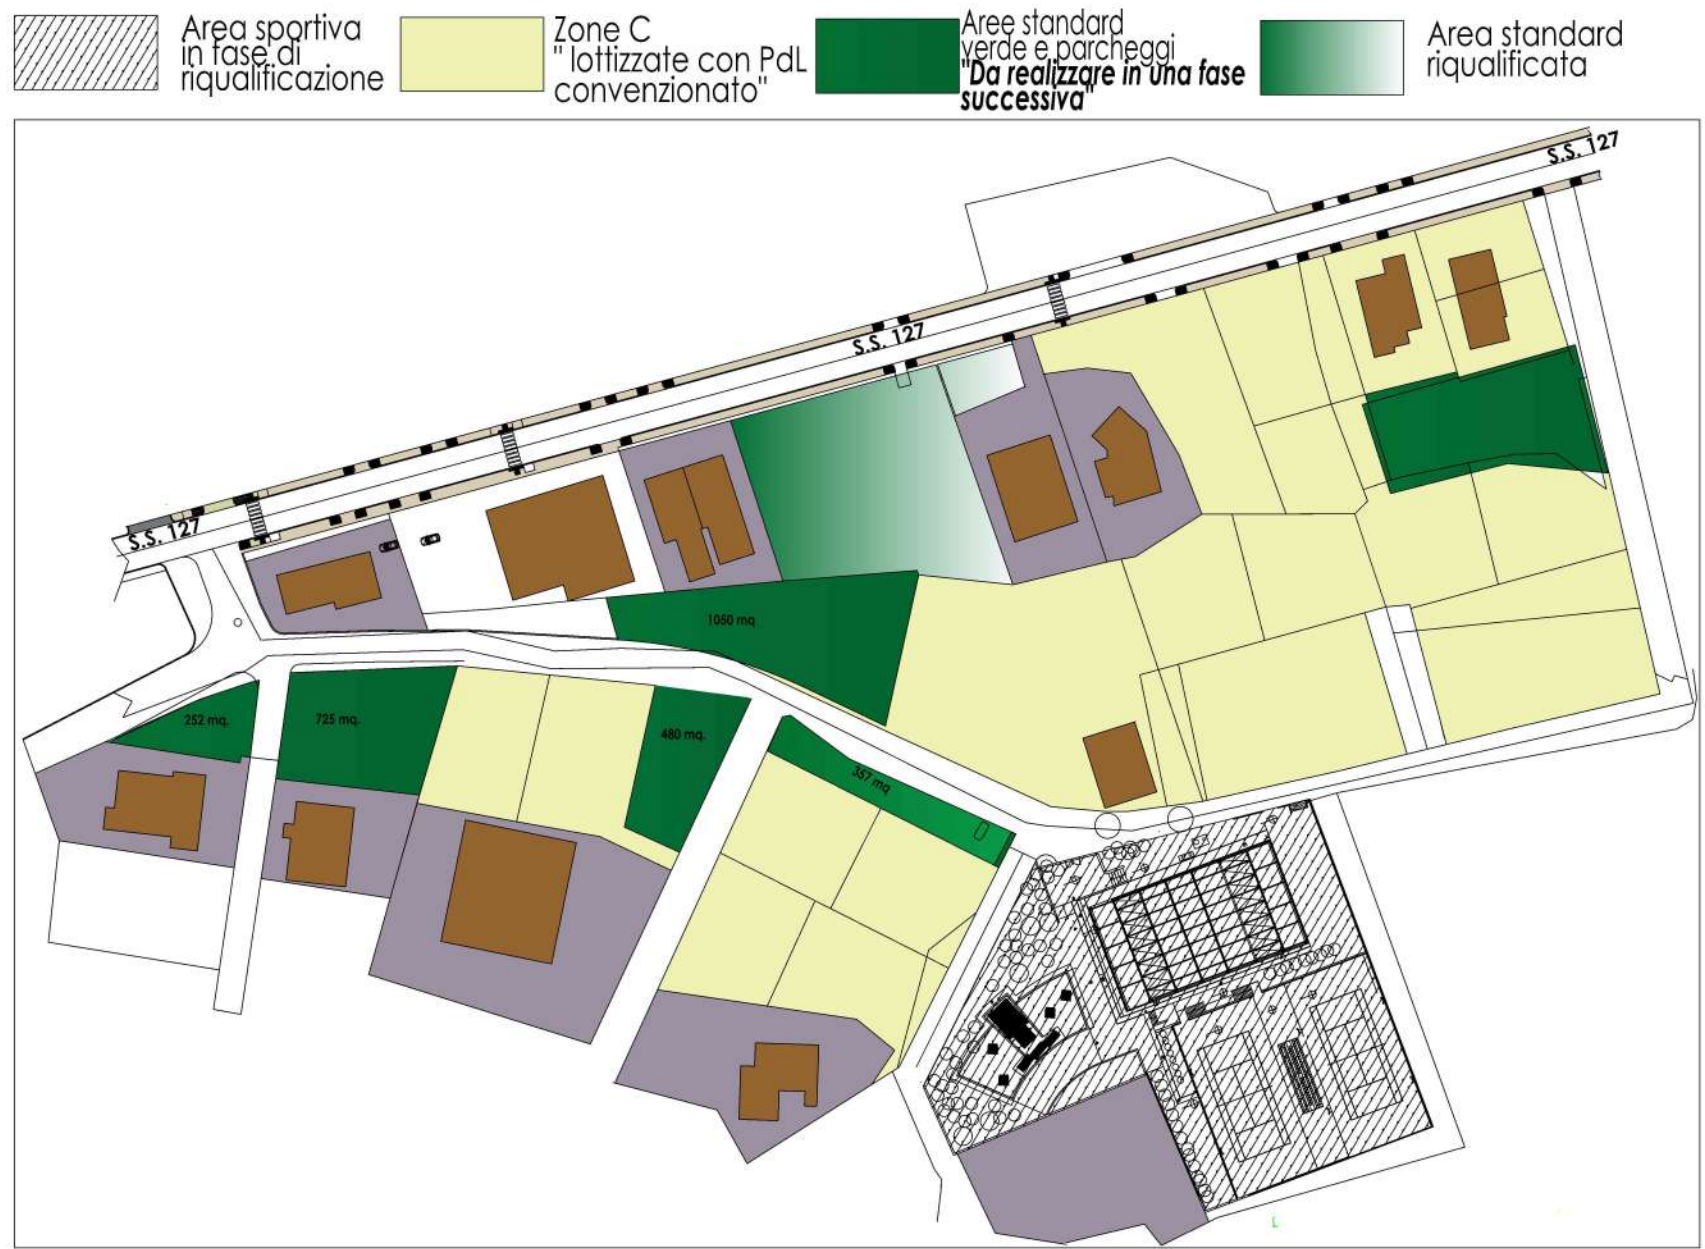 Area sportiva
in fase di
riqualificazione
Zone C
" lottizzate con PdL
convenzionato"
Aree standard
verde e parcheggi
"Da realizzare in una fase
successiva"
Area standard
riqualificata
S.S. 127
S.S. 127
S.S. 127
1050 mq
252 mq.
725 mq.
480 mq.
357 mq